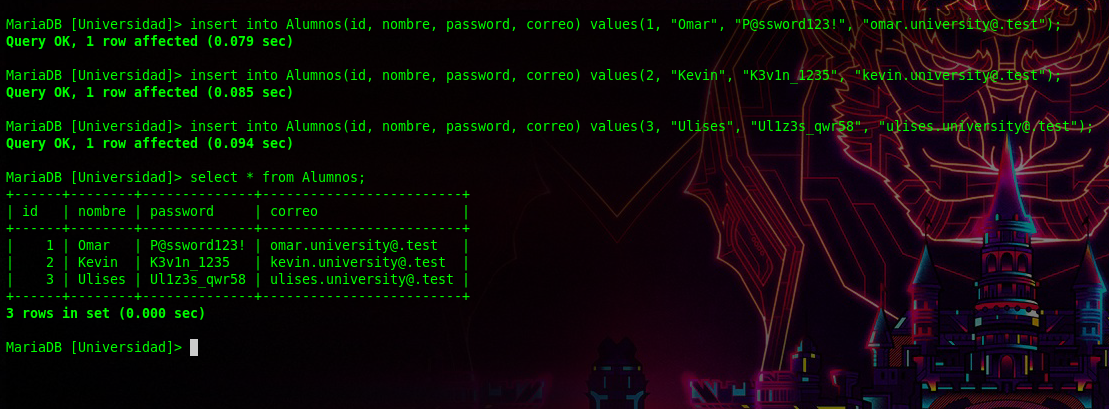 MariaDB [Universidad]> insert into Alumnos(id, nombre, password, correo) values(1, "Omar", "P@ssword123!", "omar.university@.test");
Query OK, 1 row affected (0.079 sec)
MariaDB [Universidad]> insert into Alumnos(id, nombre, password, correo) values(2, "Kevin", "K3v1n_1235", "kevin.university@.test");
Query OK, 1 row affected (0.085 sec)
MariaDB [Universidad]> insert into Alumnos(id, nombre, password, correo) values(3, "Ulises", "Ul1z3s_qwr58", "ulises.university@.test");
Query OK, 1 row affected (0.094 sec)
MariaDB [Universidad]> select * from Alumnos;
+------+--------+--------------+-------------------------+
| id   | nombre | password     | correo                  |
+------+--------+--------------+-------------------------+
|    1 | Omar   | P@ssword123! | omar.university@.test   |
|    2 | Kevin  | K3v1n_1235   | kevin.university@.test  |
|    3 | Ulises | Ul1z3s_qwr58 | ulises.university@.test |
+------+--------+--------------+-------------------------+
3 rows in set (0.000 sec)
MariaDB [Universidad]>